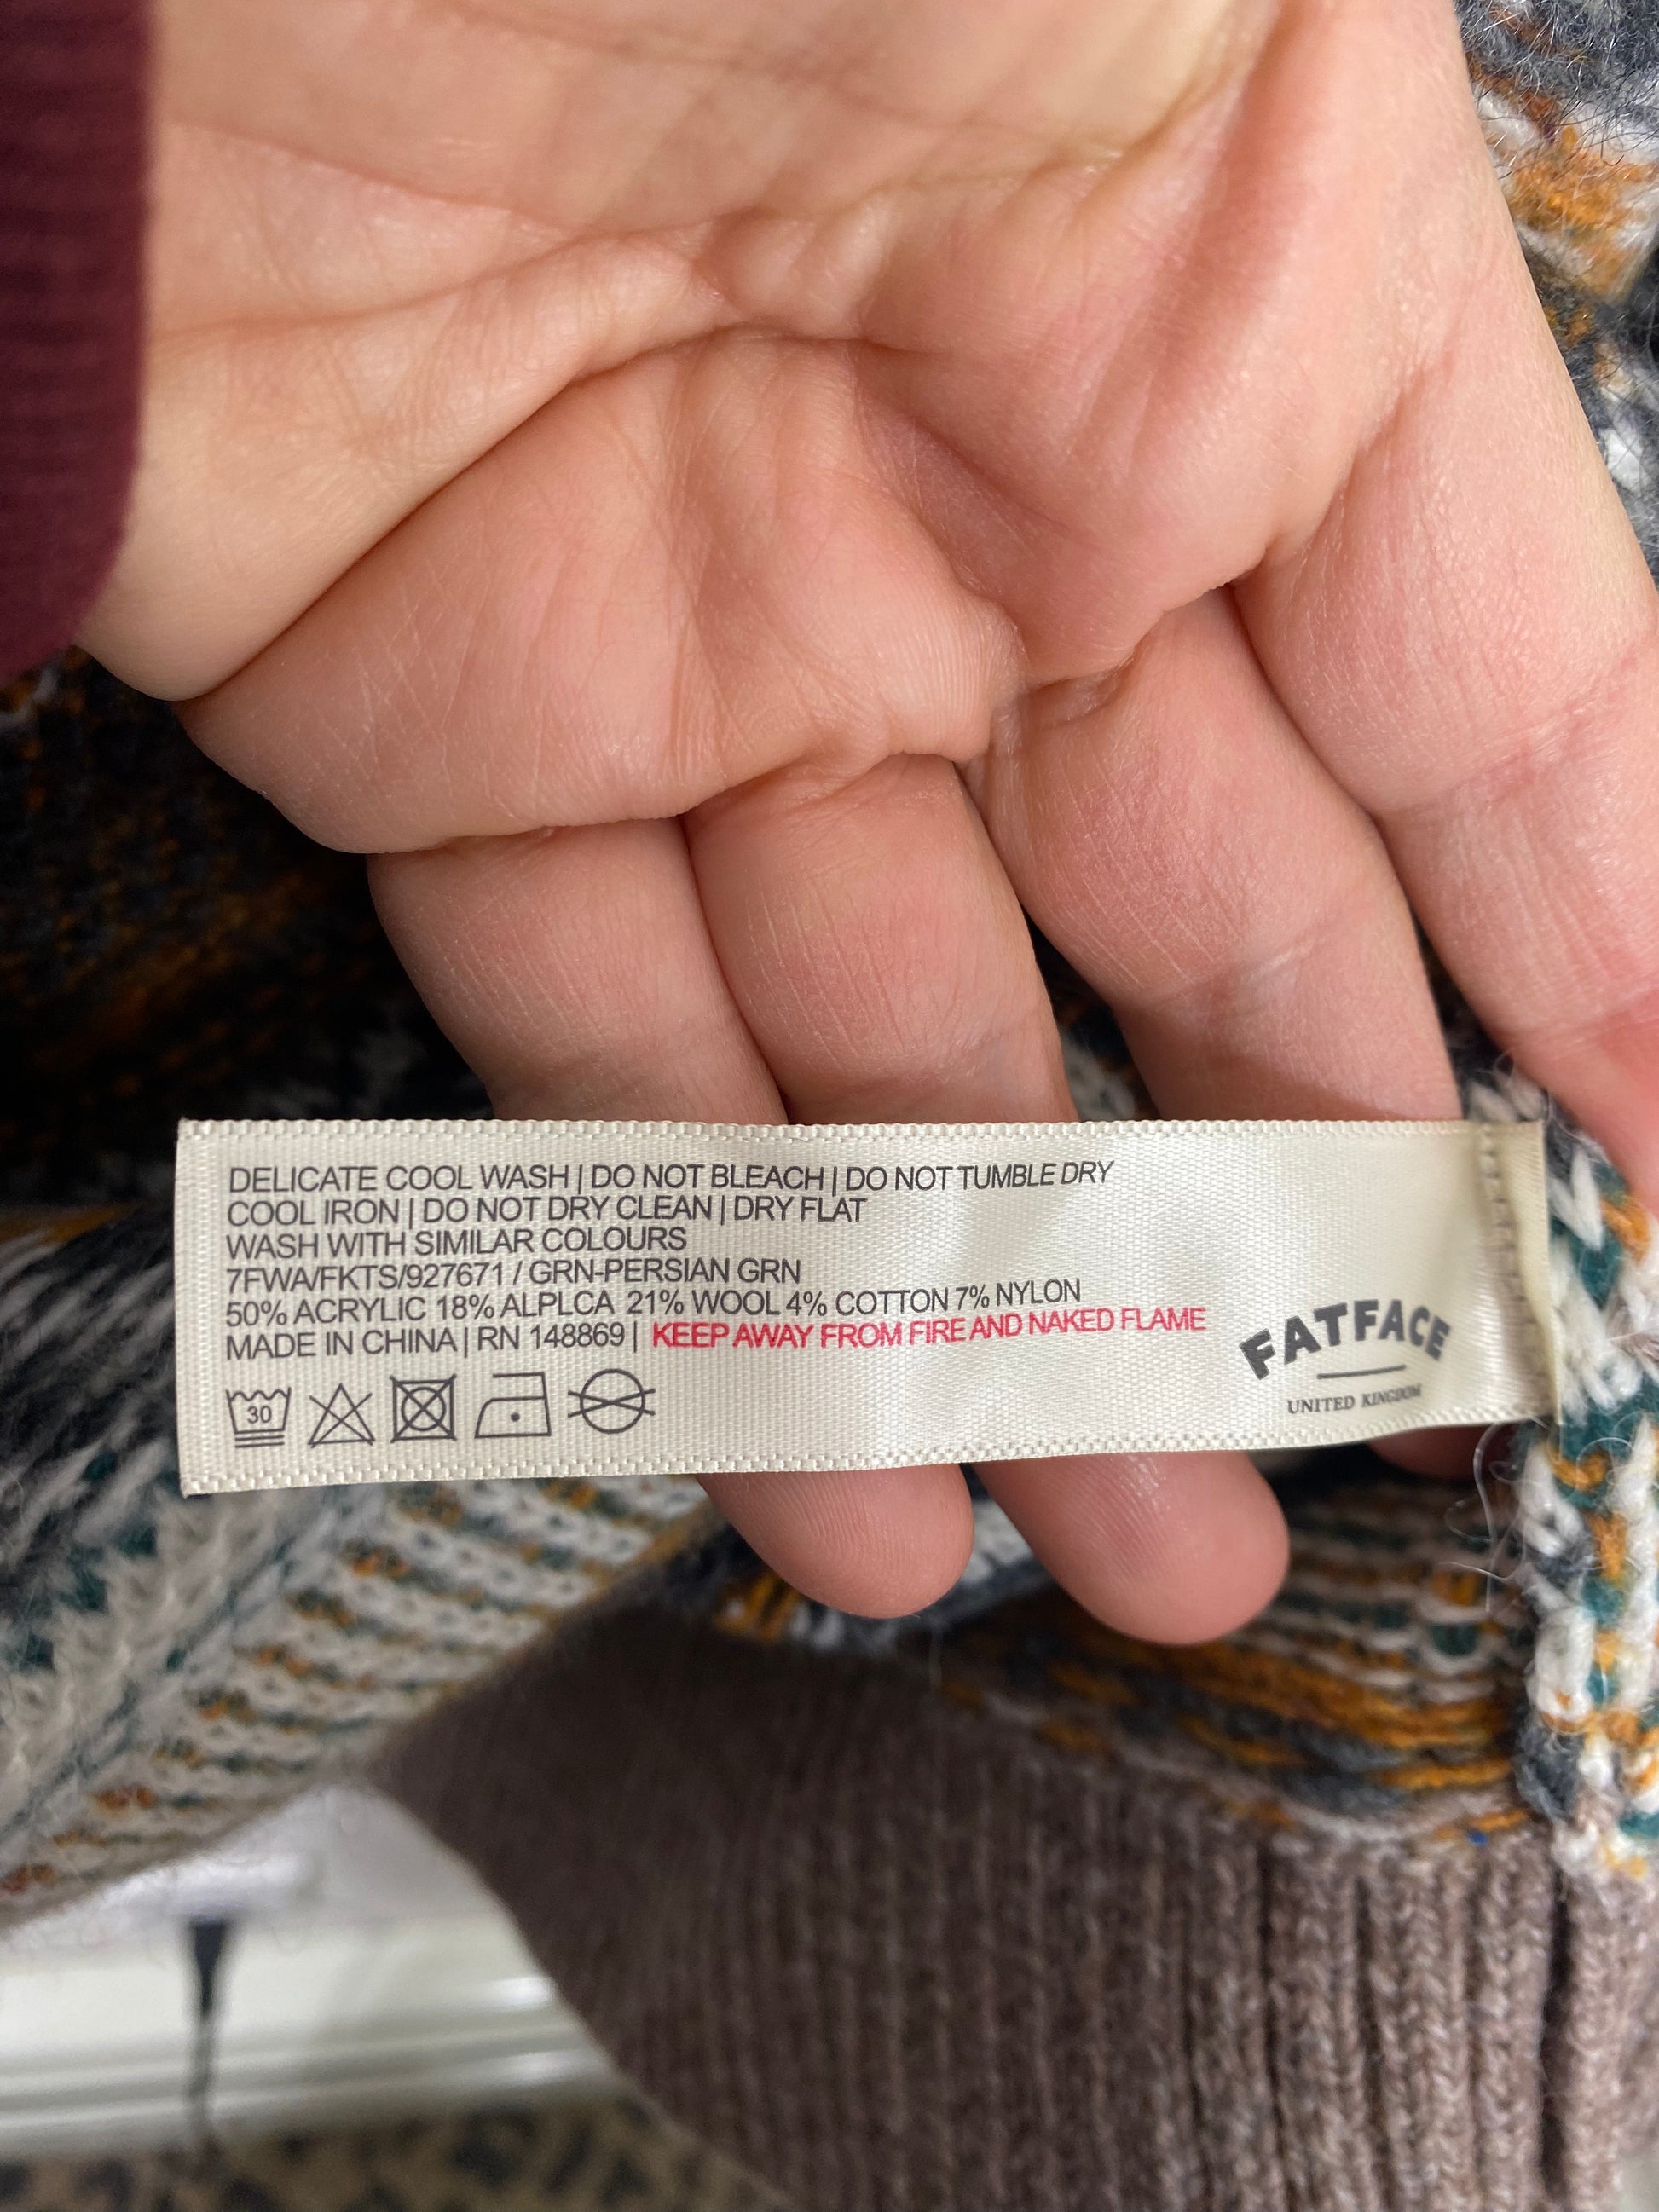 DELICATE COOL WASH | DO NOT BLEACH | DO NOT TUMBLE DRY
COOL IRON | DO NOT DRY CLEAN | DRY FLAT
WASH WITH SIMILAR COLOURS
7FWA/FKTS/927671 / GRN-PERSIAN GRN
50% ACRYLIC 18% ALPLCA 21% WOOL 4% COTTON 7% NYLON
MADE IN CHINA | RN 148869 | KEEP AWAY FROM FIRE AND NAKED FLAME
30
FATFACE
UNITED KINGDOM